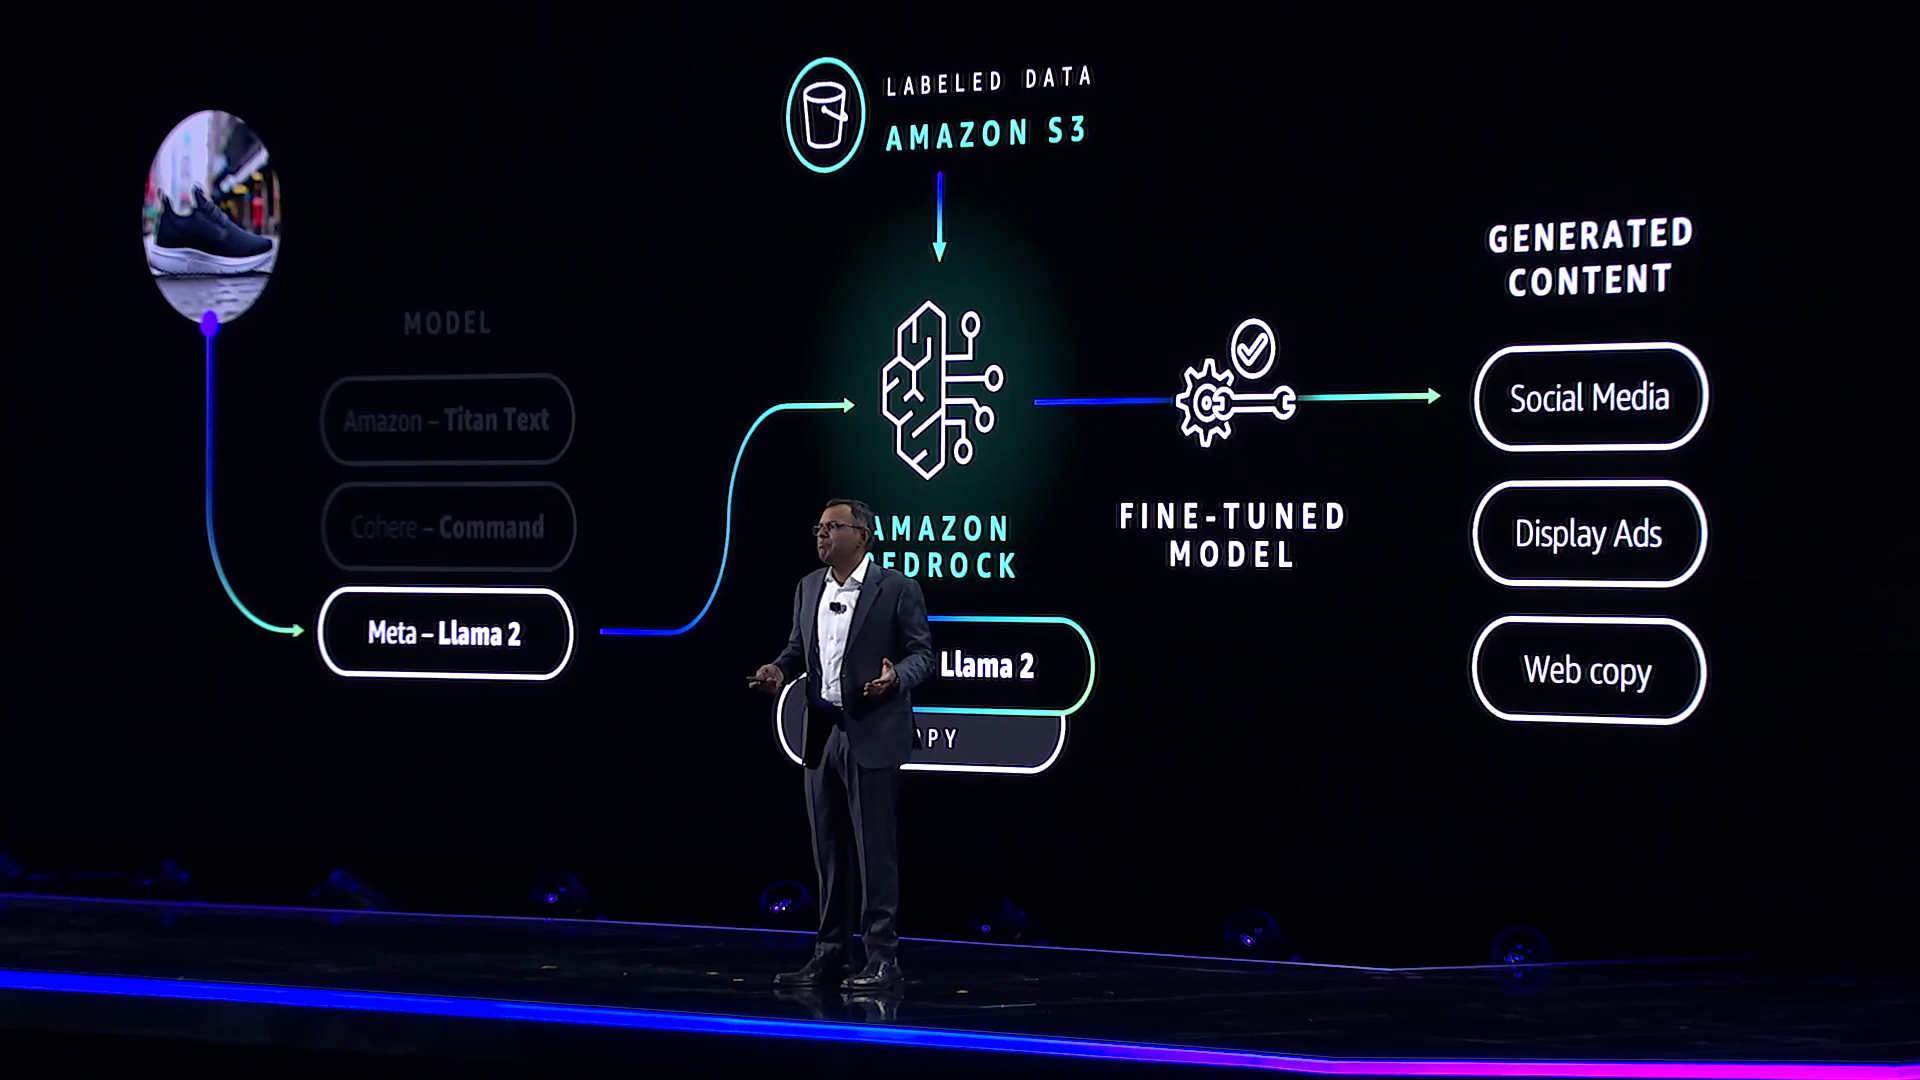 LABELED DATA
AMAZON S3
MODEL
Amazon – Titan Text
Cohere – Command
Meta – Llama 2
AMAZON
Llama 2
FINE-TUNED
MODEL
GENERATED
CONTENT
Social Media
Display Ads
Web copy